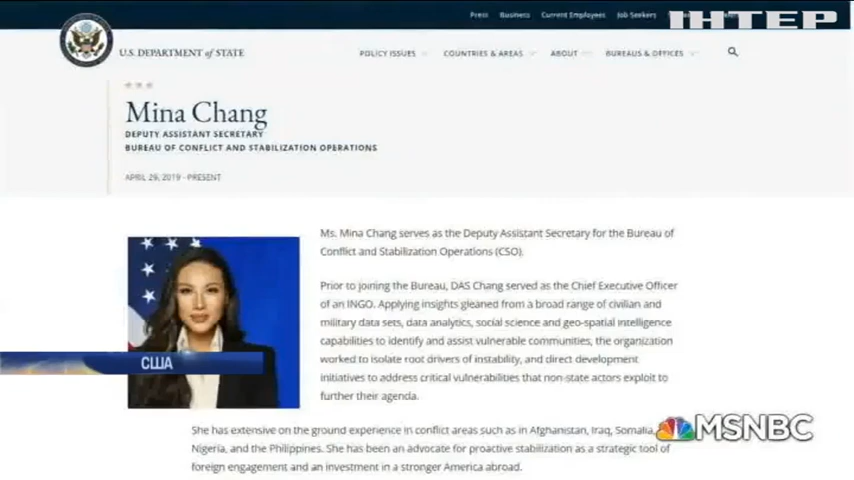 Press Business Current Employees Job Seekers
ІНТЕР
U.S. DEPARTMENT of STATE
POLICY ISSUES COUNTRIES & AREAS ABOUT BUREAUS & OFFICES
Mina Chang
DEPUTY ASSISTANT SECRETARY
BUREAU OF CONFLICT AND STABILIZATION OPERATIONS
APRIL 29, 2019 - PRESENT
Ms. Mina Chang serves as the Deputy Assistant Secretary for the Bureau of
Conflict and Stabilization Operations (CSO).
Prior to joining the Bureau, DAS Chang served as the Chief Executive Officer
of an INGO. Applying insights gleaned from a broad range of civilian and
military data sets, data analytics, social science and geo-spatial intelligence
capabilities to identify and assist vulnerable communities, the organization
worked to isolate root drivers of instability, and direct development
initiatives to address critical vulnerabilities that non-state actors exploit to
further their agenda.
США
She has extensive on the ground experience in conflict areas such as in Afghanistan, Iraq, Somalia,
Nigeria, and the Philippines. She has been an advocate for proactive stabilization as a strategic tool of
foreign engagement and an investment in a stronger America abroad.
MSNBC